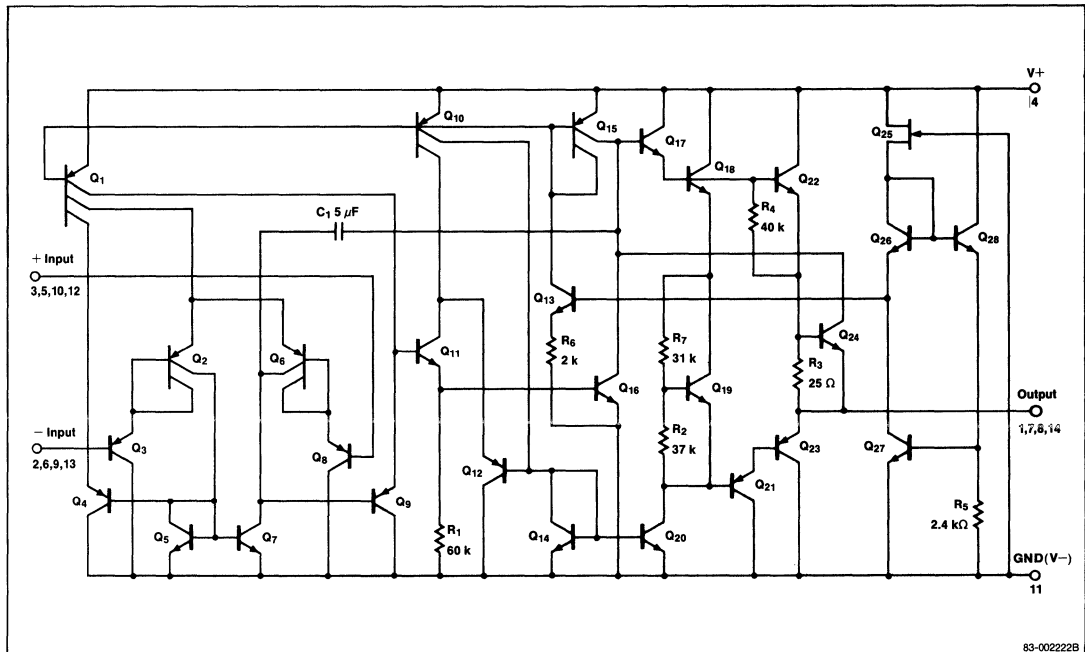 V+
4
Q10
Q15
Q17
Q25
Q1
Q18
Q22
R4
40 k
C1 5 μF
Q26
Q28
+ Input
3,5,10,12
Q13
Q24
Q2
Q6
Q11
R6
2 k
R7
31 k
R3
25 Ω
Q16
Q19
Output
1,7,8,14
− Input
2,6,9,13
Q3
Q8
R2
37 k
Q23
Q27
Q12
Q21
Q4
Q9
Q5
Q7
R1
60 k
Q14
Q20
R5
2.4 kΩ
GND(V−)
11
83-002222B